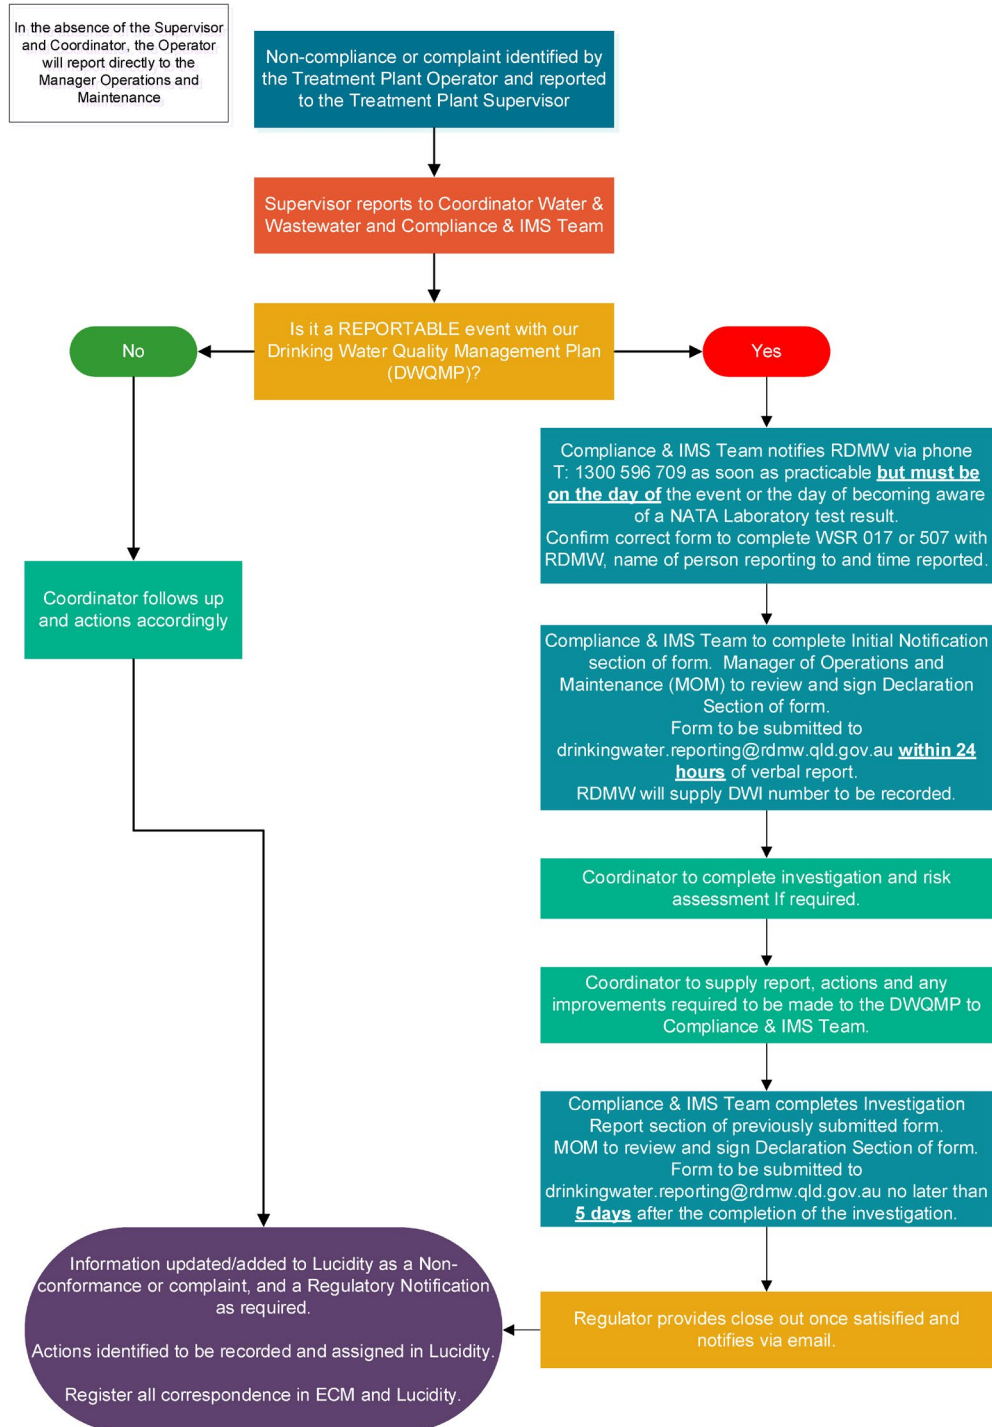 In the absence of the Supervisor
and Coordinator, the Operator
will report directly to the
Manager Operations and
Maintenance
Non-compliance or complaint identified by
the Treatment Plant Operator and reported
to the Treatment Plant Supervisor
Supervisor reports to Coordinator Water &
Wastewater and Compliance & IMS Team
Is it a REPORTABLE event with our
Drinking Water Quality Management Plan
(DWQMP)?
No
Yes
Compliance & IMS Team notifies RDMW via phone
T: 1300 596 709 as soon as practicable but must be
on the day of the event or the day of becoming aware
of a NATA Laboratory test result.
Confirm correct form to complete WSR 017 or 507 with
RDMW, name of person reporting to and time reported.
Coordinator follows up
and actions accordingly
Compliance & IMS Team to complete Initial Notification
section of form. Manager of Operations and
Maintenance (MOM) to review and sign Declaration
Section of form.
Form to be submitted to
drinkingwater.reporting@rdmw.qld.gov.au within 24
hours of verbal report.
RDMW will supply DWI number to be recorded.
Coordinator to complete investigation and risk
assessment If required.
Coordinator to supply report, actions and any
improvements required to be made to the DWQMP to
Compliance & IMS Team.
Compliance & IMS Team completes Investigation
Report section of previously submitted form.
MOM to review and sign Declaration Section of form.
Form to be submitted to
drinkingwater.reporting@rdmw.qld.gov.au no later than
5 days after the completion of the investigation.
Regulator provides close out once satisified and
notifies via email.
Information updated/added to Lucidity as a Non-
conformance or complaint, and a Regulatory Notification
as required.
Actions identified to be recorded and assigned in Lucidity.
Register all correspondence in ECM and Lucidity.